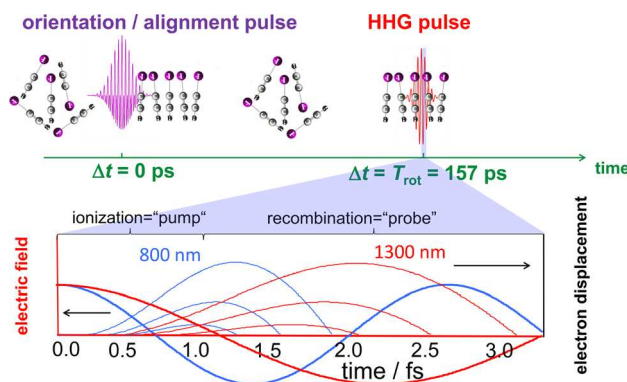 orientation / alignment pulse
HHG pulse
Δt = 0 ps
Δt = Trot = 157 ps
time
ionization="pump"
recombination="probe"
800 nm
1300 nm
electric field
electron displacement
0.0 0.5 1.0 1.5 2.0 2.5 3.0
time / fs